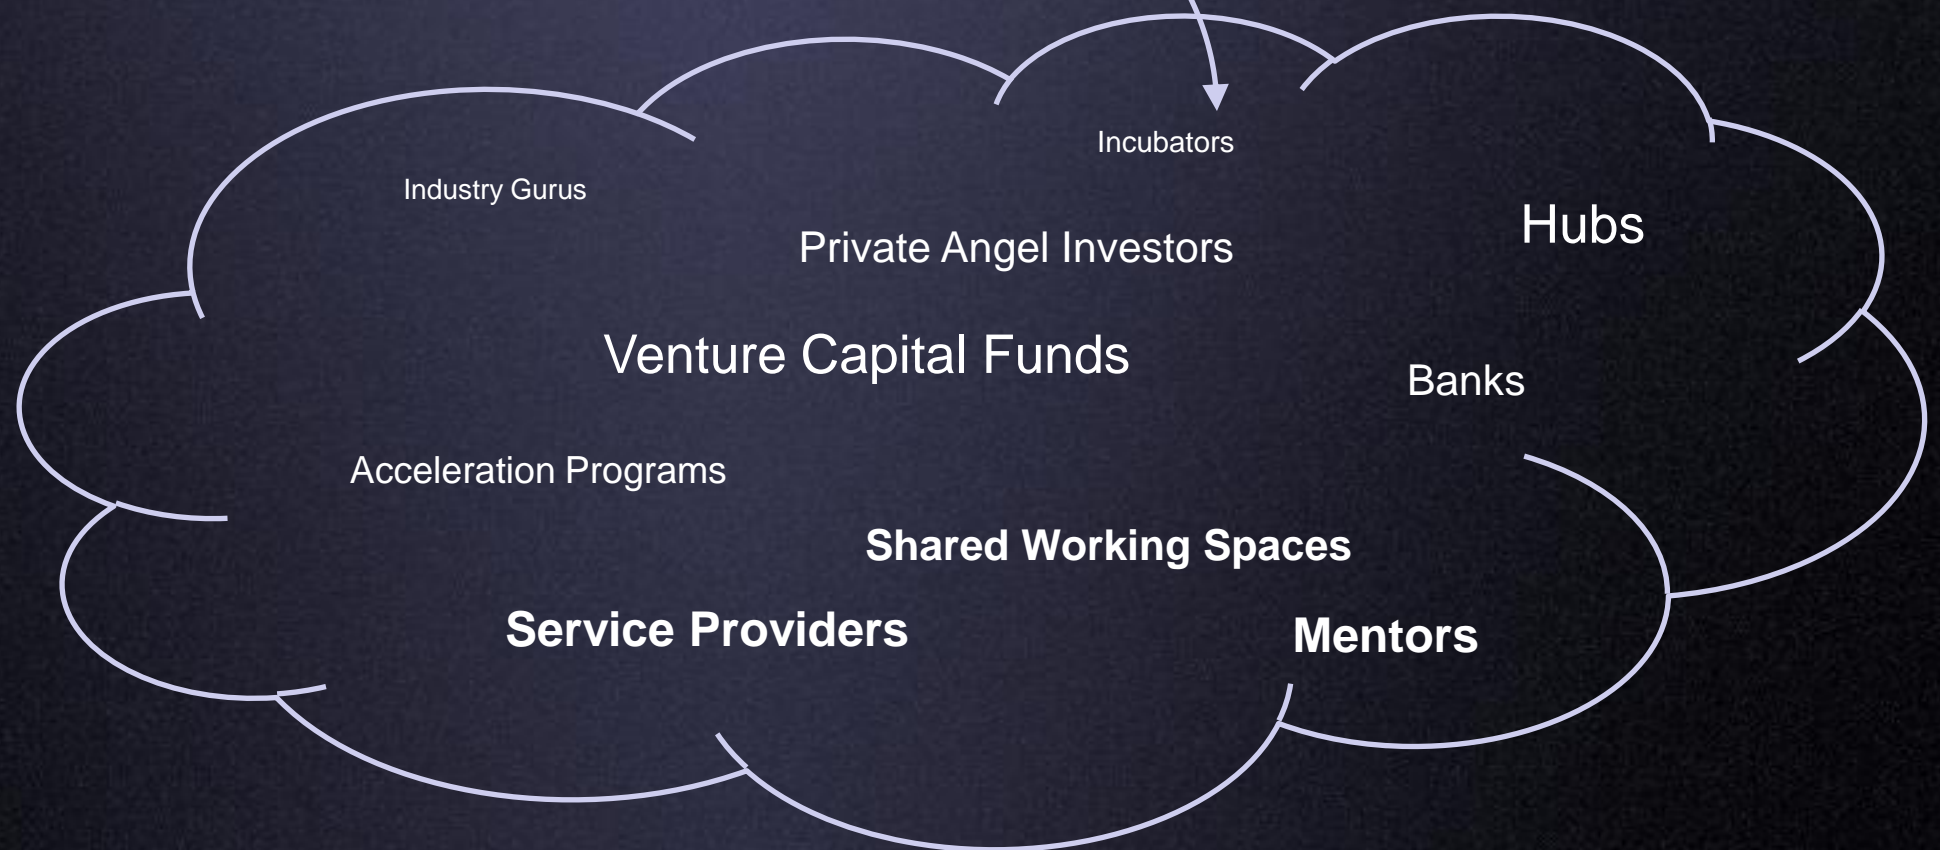 Incubators
Industry Gurus
Hubs
Private Angel Investors
Venture Capital Funds
Banks
Acceleration Programs
Shared Working Spaces
Service Providers
Mentors